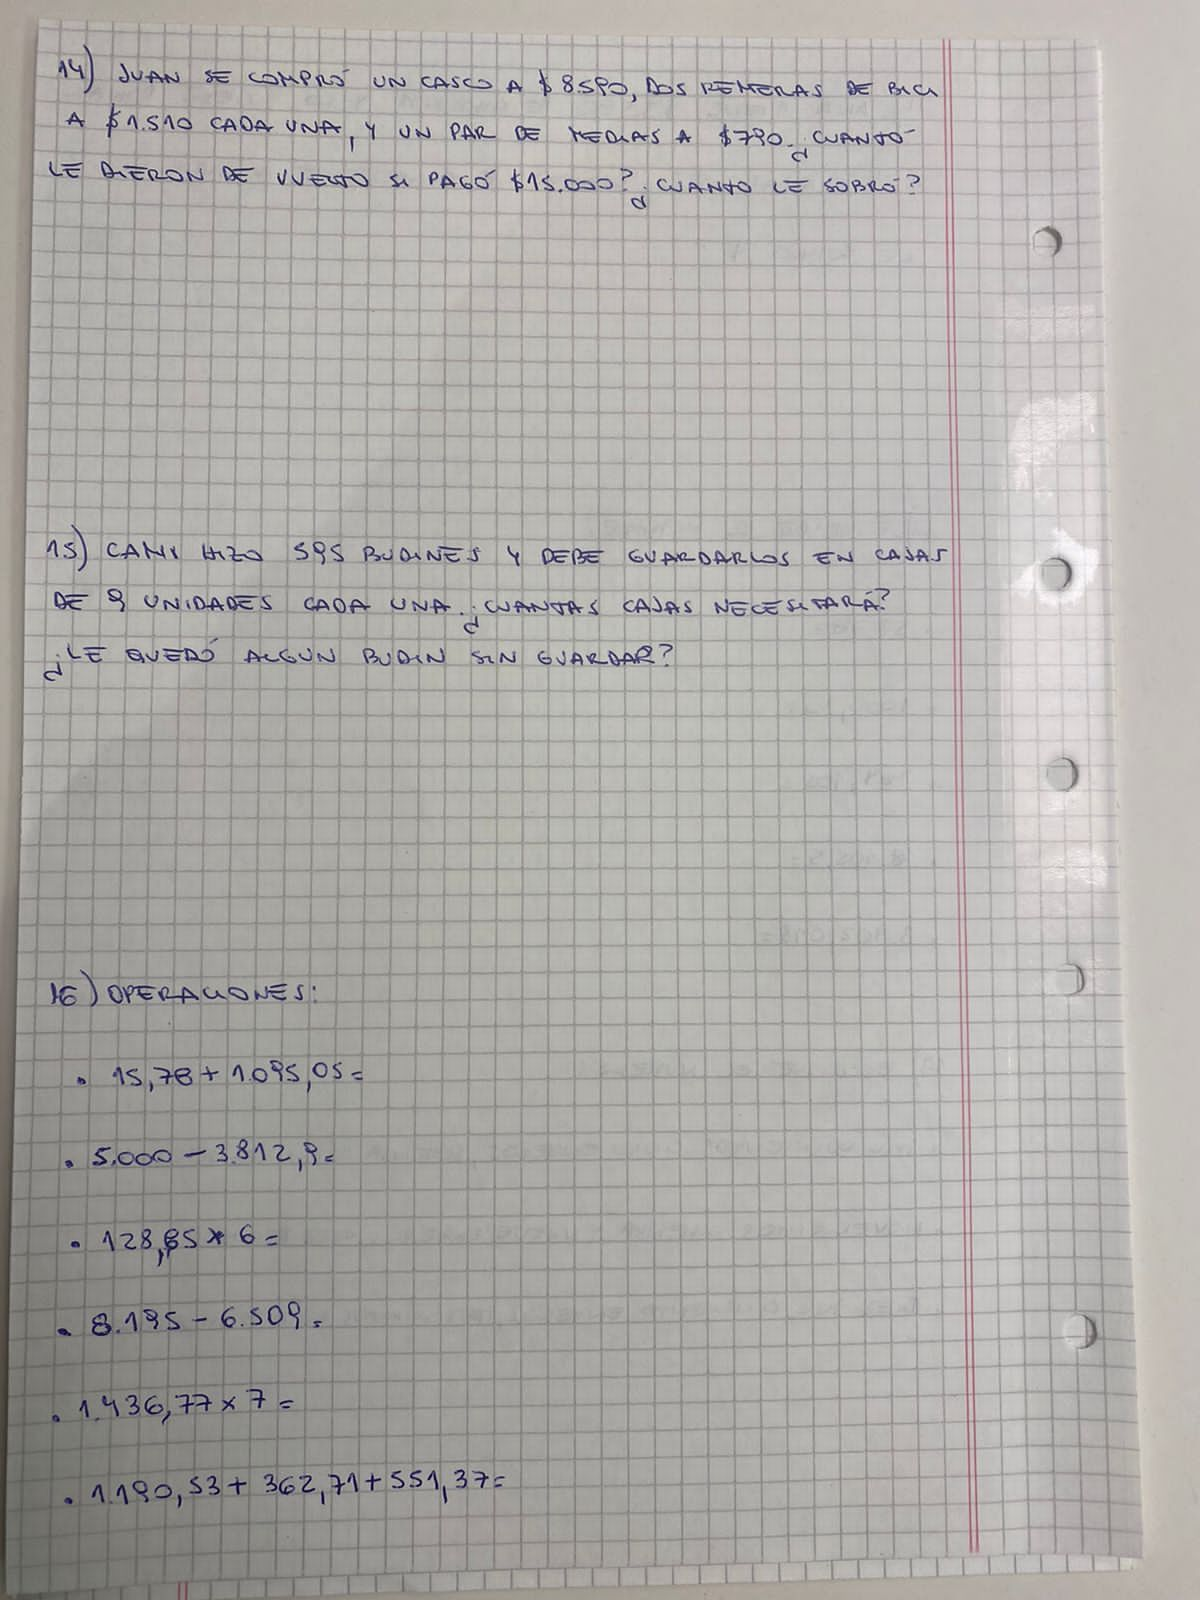 14) JUAN SE COMPRÓ UN CASCO A $8.590, DOS REMERAS DE BICI
A $1.510 CADA UNA, Y UN PAR DE MEDIAS A $790. ¿CUANTO
LE DIERON DE VUELTO SI PAGÓ $15.000? ¿CUANTO LE SOBRÓ?
15) CAMI HIZO 595 BUDINES Y DEBE GUARDARLOS EN CAJAS
DE 9 UNIDADES CADA UNA. ¿CUANTAS CAJAS NECESITARÁ?
¿LE QUEDÓ ALGUN BUDIN SIN GUARDAR?
16) OPERACIONES:
• 15,78 + 1.095,05 =
• 5.000 - 3.812,9 =
• 128,65 x 6 =
• 8.195 - 6.509 =
• 1.436,77 x 7 =
• 1.190,53 + 362,71 + 551,37 =